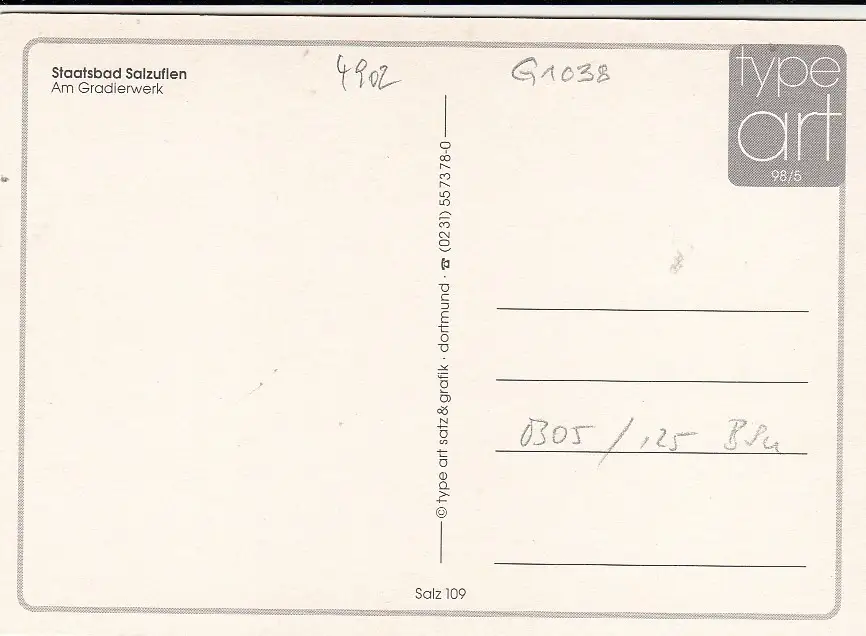 Staatsbad Salzuflen
Am Gradierwerk
4902
G1038
type
art
98/5
© type art satz & grafik · dortmund · ☎ (0231) 55 73 78-0
0305 / ,25
Salz 109